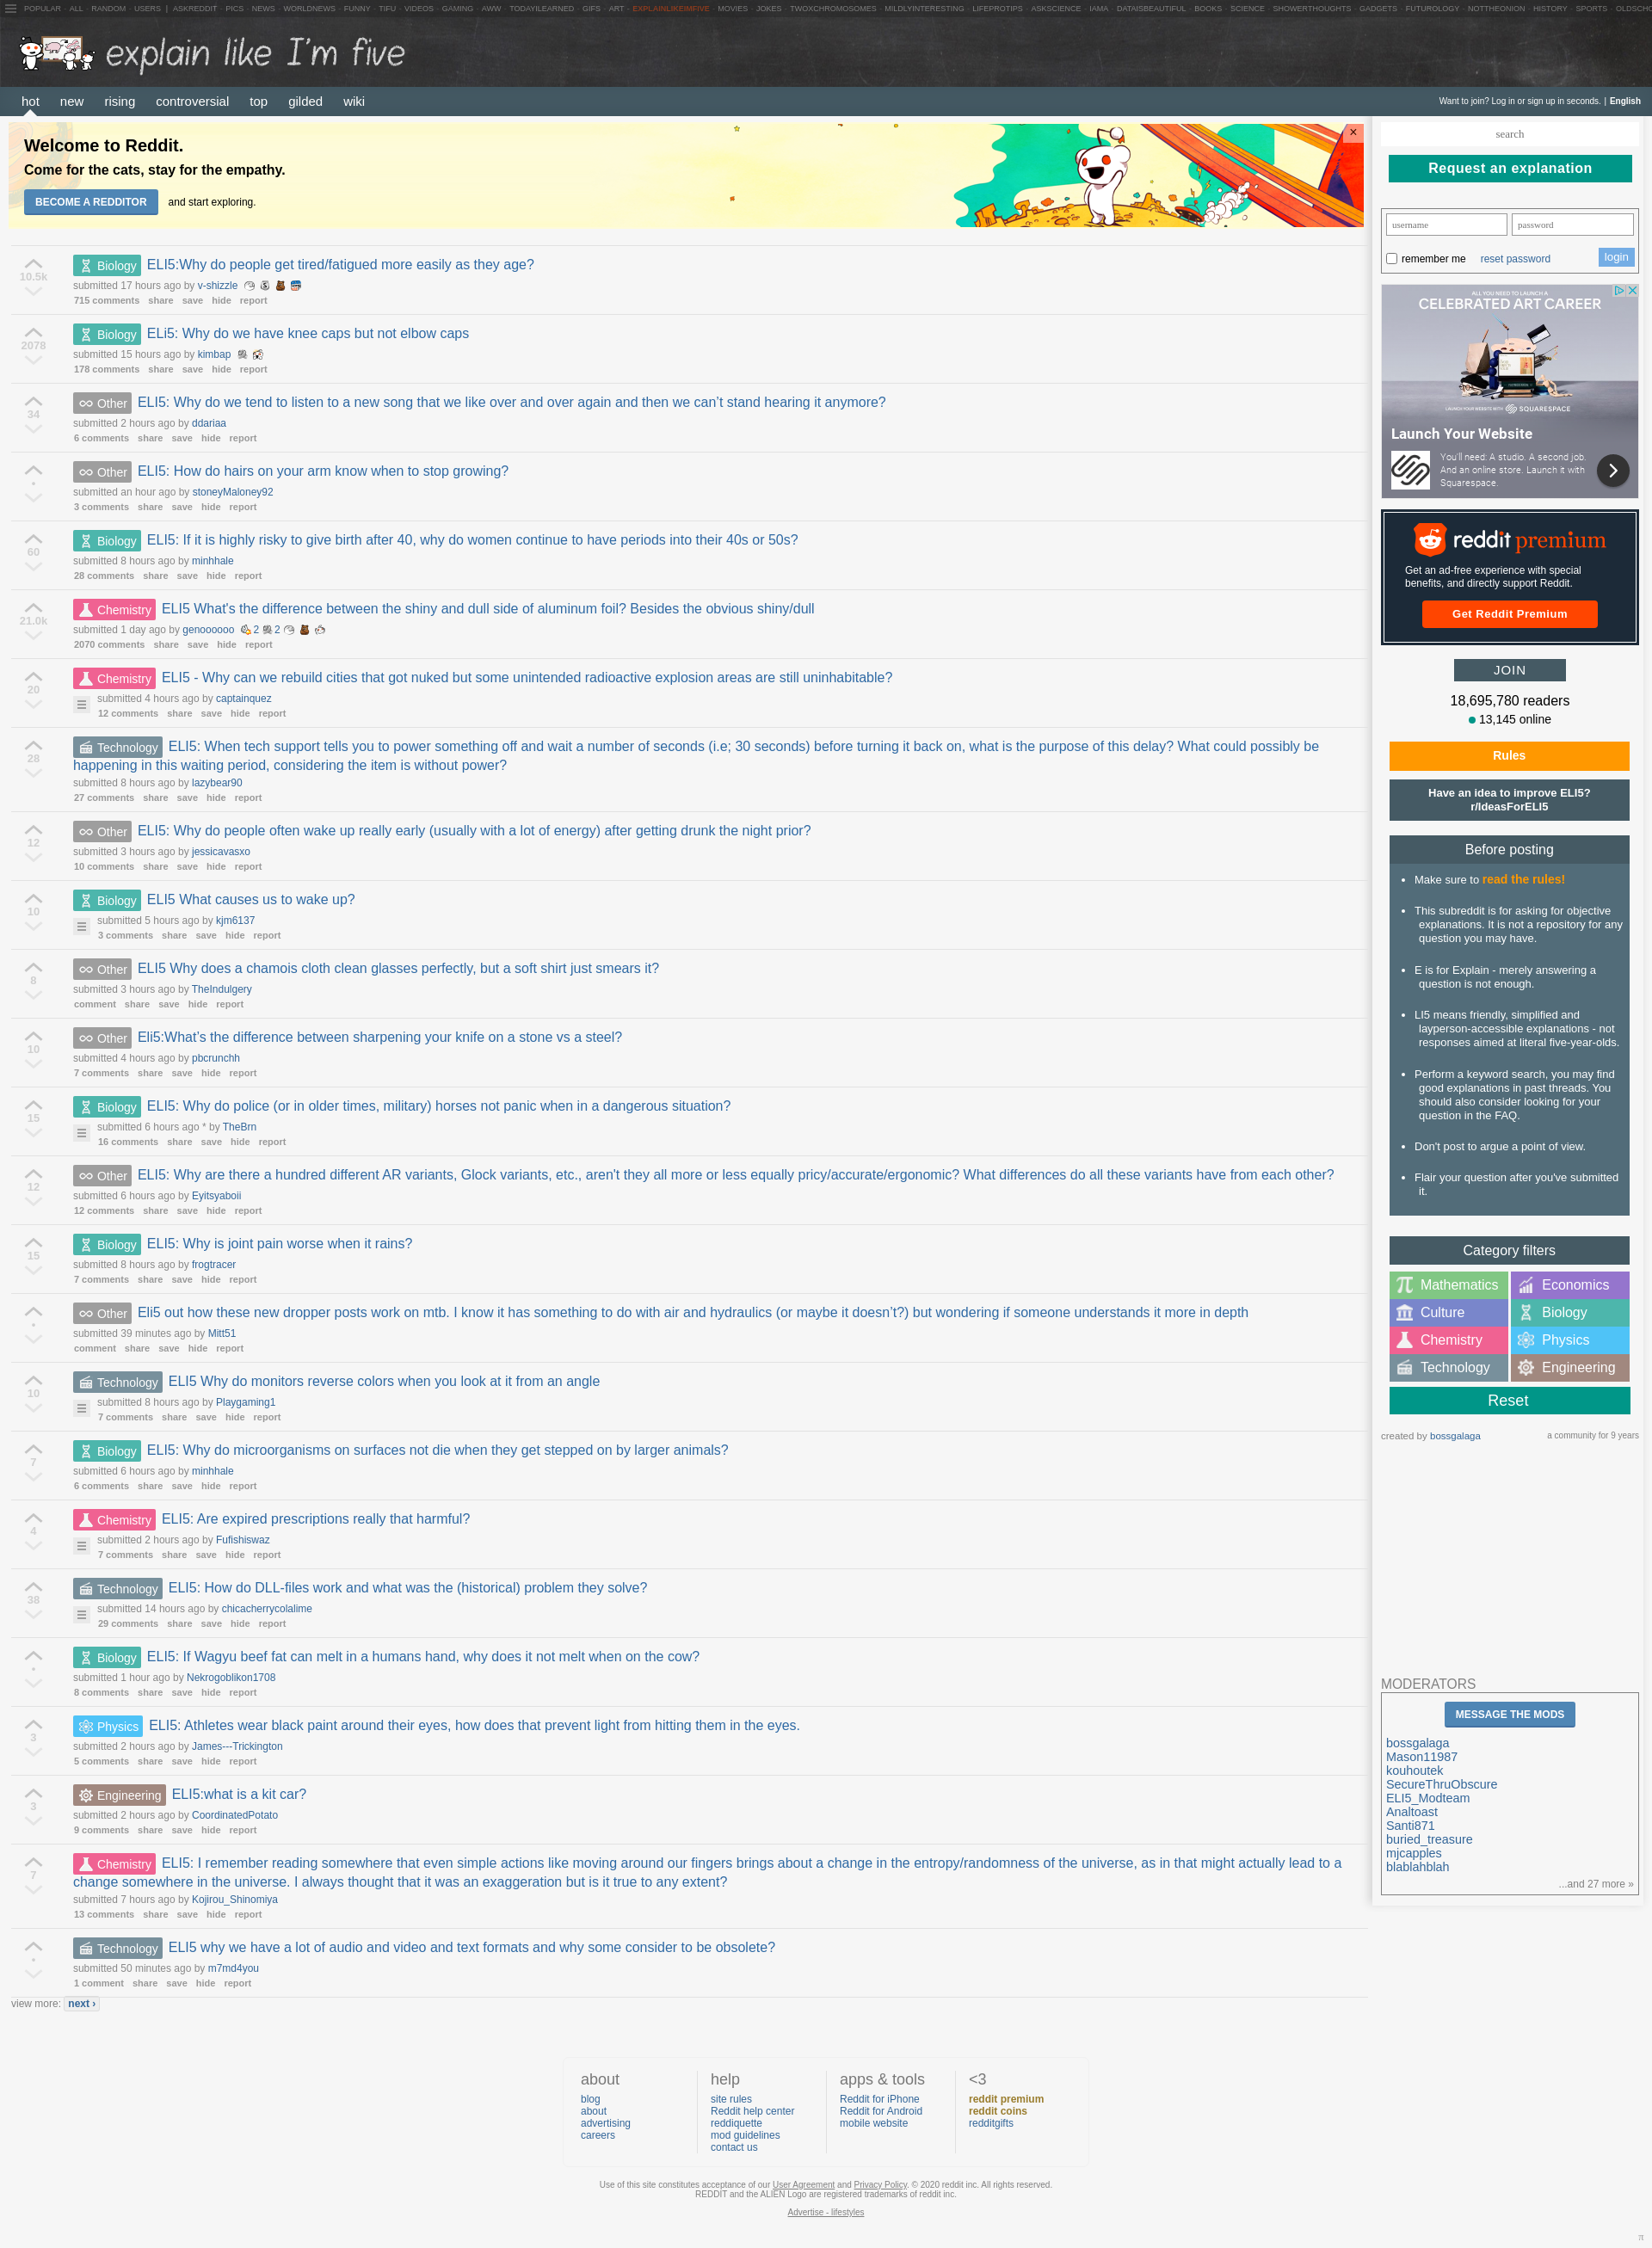 POPULAR - ALL - RANDOM - USERS | ASKREDDIT - PICS - NEWS - WORLDNEWS - FUNNY - TIFU - VIDEOS - GAMING - AWW - TODAYILEARNED - GIFS - ART - EXPLAINLIKEIMFIVE - MOVIES - JOKES - TWOXCHROMOSOMES - MILDLYINTERESTING - LIFEPROTIPS - ASKSCIENCE - IAMA - DATAISBEAUTIFUL - BOOKS - SCIENCE - SHOWERTHOUGHTS - GADGETS - FUTUROLOGY - NOTTHEONION - HISTORY - SPORTS - OLDSCHO
explain like I'm five
hot new rising controversial top gilded wiki
Want to join? Log in or sign up in seconds. | English
Welcome to Reddit.
Come for the cats, stay for the empathy.
BECOME A REDDITOR and start exploring.
×
10.5k
Biology ELI5:Why do people get tired/fatigued more easily as they age?
submitted 17 hours ago by v-shizzle
715 comments share save hide report
2078
Biology ELi5: Why do we have knee caps but not elbow caps
submitted 15 hours ago by kimbap
178 comments share save hide report
34
Other ELI5: Why do we tend to listen to a new song that we like over and over again and then we can’t stand hearing it anymore?
submitted 2 hours ago by ddariaa
6 comments share save hide report
•
Other ELI5: How do hairs on your arm know when to stop growing?
submitted an hour ago by stoneyMaloney92
3 comments share save hide report
60
Biology ELI5: If it is highly risky to give birth after 40, why do women continue to have periods into their 40s or 50s?
submitted 8 hours ago by minhhale
28 comments share save hide report
21.0k
Chemistry ELI5 What's the difference between the shiny and dull side of aluminum foil? Besides the obvious shiny/dull
submitted 1 day ago by genoooooo 2 2
2070 comments share save hide report
20
Chemistry ELI5 - Why can we rebuild cities that got nuked but some unintended radioactive explosion areas are still uninhabitable?
submitted 4 hours ago by captainquez
12 comments share save hide report
28
Technology ELI5: When tech support tells you to power something off and wait a number of seconds (i.e; 30 seconds) before turning it back on, what is the purpose of this delay? What could possibly be
happening in this waiting period, considering the item is without power?
submitted 8 hours ago by lazybear90
27 comments share save hide report
12
Other ELI5: Why do people often wake up really early (usually with a lot of energy) after getting drunk the night prior?
submitted 3 hours ago by jessicavasxo
10 comments share save hide report
10
Biology ELI5 What causes us to wake up?
submitted 5 hours ago by kjm6137
3 comments share save hide report
8
Other ELI5 Why does a chamois cloth clean glasses perfectly, but a soft shirt just smears it?
submitted 3 hours ago by TheIndulgery
comment share save hide report
10
Other Eli5:What’s the difference between sharpening your knife on a stone vs a steel?
submitted 4 hours ago by pbcrunchh
7 comments share save hide report
15
Biology ELI5: Why do police (or in older times, military) horses not panic when in a dangerous situation?
submitted 6 hours ago * by TheBrn
16 comments share save hide report
12
Other ELI5: Why are there a hundred different AR variants, Glock variants, etc., aren't they all more or less equally pricy/accurate/ergonomic? What differences do all these variants have from each other?
submitted 6 hours ago by Eyitsyaboii
12 comments share save hide report
15
Biology ELI5: Why is joint pain worse when it rains?
submitted 8 hours ago by frogtracer
7 comments share save hide report
•
Other Eli5 out how these new dropper posts work on mtb. I know it has something to do with air and hydraulics (or maybe it doesn’t?) but wondering if someone understands it more in depth
submitted 39 minutes ago by Mitt51
comment share save hide report
10
Technology ELI5 Why do monitors reverse colors when you look at it from an angle
submitted 8 hours ago by Playgaming1
7 comments share save hide report
7
Biology ELI5: Why do microorganisms on surfaces not die when they get stepped on by larger animals?
submitted 6 hours ago by minhhale
6 comments share save hide report
4
Chemistry ELI5: Are expired prescriptions really that harmful?
submitted 2 hours ago by Fufishiswaz
7 comments share save hide report
38
Technology ELI5: How do DLL-files work and what was the (historical) problem they solve?
submitted 14 hours ago by chicacherrycolalime
29 comments share save hide report
•
Biology ELI5: If Wagyu beef fat can melt in a humans hand, why does it not melt when on the cow?
submitted 1 hour ago by Nekrogoblikon1708
8 comments share save hide report
3
Physics ELI5: Athletes wear black paint around their eyes, how does that prevent light from hitting them in the eyes.
submitted 2 hours ago by James---Trickington
5 comments share save hide report
3
Engineering ELI5:what is a kit car?
submitted 2 hours ago by CoordinatedPotato
9 comments share save hide report
7
Chemistry ELI5: I remember reading somewhere that even simple actions like moving around our fingers brings about a change in the entropy/randomness of the universe, as in that might actually lead to a
change somewhere in the universe. I always thought that it was an exaggeration but is it true to any extent?
submitted 7 hours ago by Kojirou_Shinomiya
13 comments share save hide report
•
Technology ELI5 why we have a lot of audio and video and text formats and why some consider to be obsolete?
submitted 50 minutes ago by m7md4you
1 comment share save hide report
view more: next ›
search
Request an explanation
username password
remember me reset password login
ALL YOU NEED TO LAUNCH A
CELEBRATED ART CAREER
LAUNCH YOUR WEBSITE WITH SQUARESPACE
Launch Your Website
You'll need: A studio. A second job.
And an online store. Launch it with
Squarespace.
reddit premium
Get an ad-free experience with special
benefits, and directly support Reddit.
Get Reddit Premium
JOIN
18,695,780 readers
13,145 online
Rules
Have an idea to improve ELI5?
r/IdeasForELI5
Before posting
• Make sure to read the rules!
• This subreddit is for asking for objective
explanations. It is not a repository for any
question you may have.
• E is for Explain - merely answering a
question is not enough.
• LI5 means friendly, simplified and
layperson-accessible explanations - not
responses aimed at literal five-year-olds.
• Perform a keyword search, you may find
good explanations in past threads. You
should also consider looking for your
question in the FAQ.
• Don't post to argue a point of view.
• Flair your question after you've submitted
it.
Category filters
Mathematics Economics
Culture Biology
Chemistry Physics
Technology Engineering
Reset
created by bossgalaga a community for 9 years
MODERATORS
MESSAGE THE MODS
bossgalaga
Mason11987
kouhoutek
SecureThruObscure
ELI5_Modteam
Analtoast
Santi871
buried_treasure
mjcapples
blablahblah
...and 27 more »
about
blog
about
advertising
careers
help
site rules
Reddit help center
reddiquette
mod guidelines
contact us
apps & tools
Reddit for iPhone
Reddit for Android
mobile website
<3
reddit premium
reddit coins
redditgifts
Use of this site constitutes acceptance of our User Agreement and Privacy Policy. © 2020 reddit inc. All rights reserved.
REDDIT and the ALIEN Logo are registered trademarks of reddit inc.
Advertise - lifestyles
π